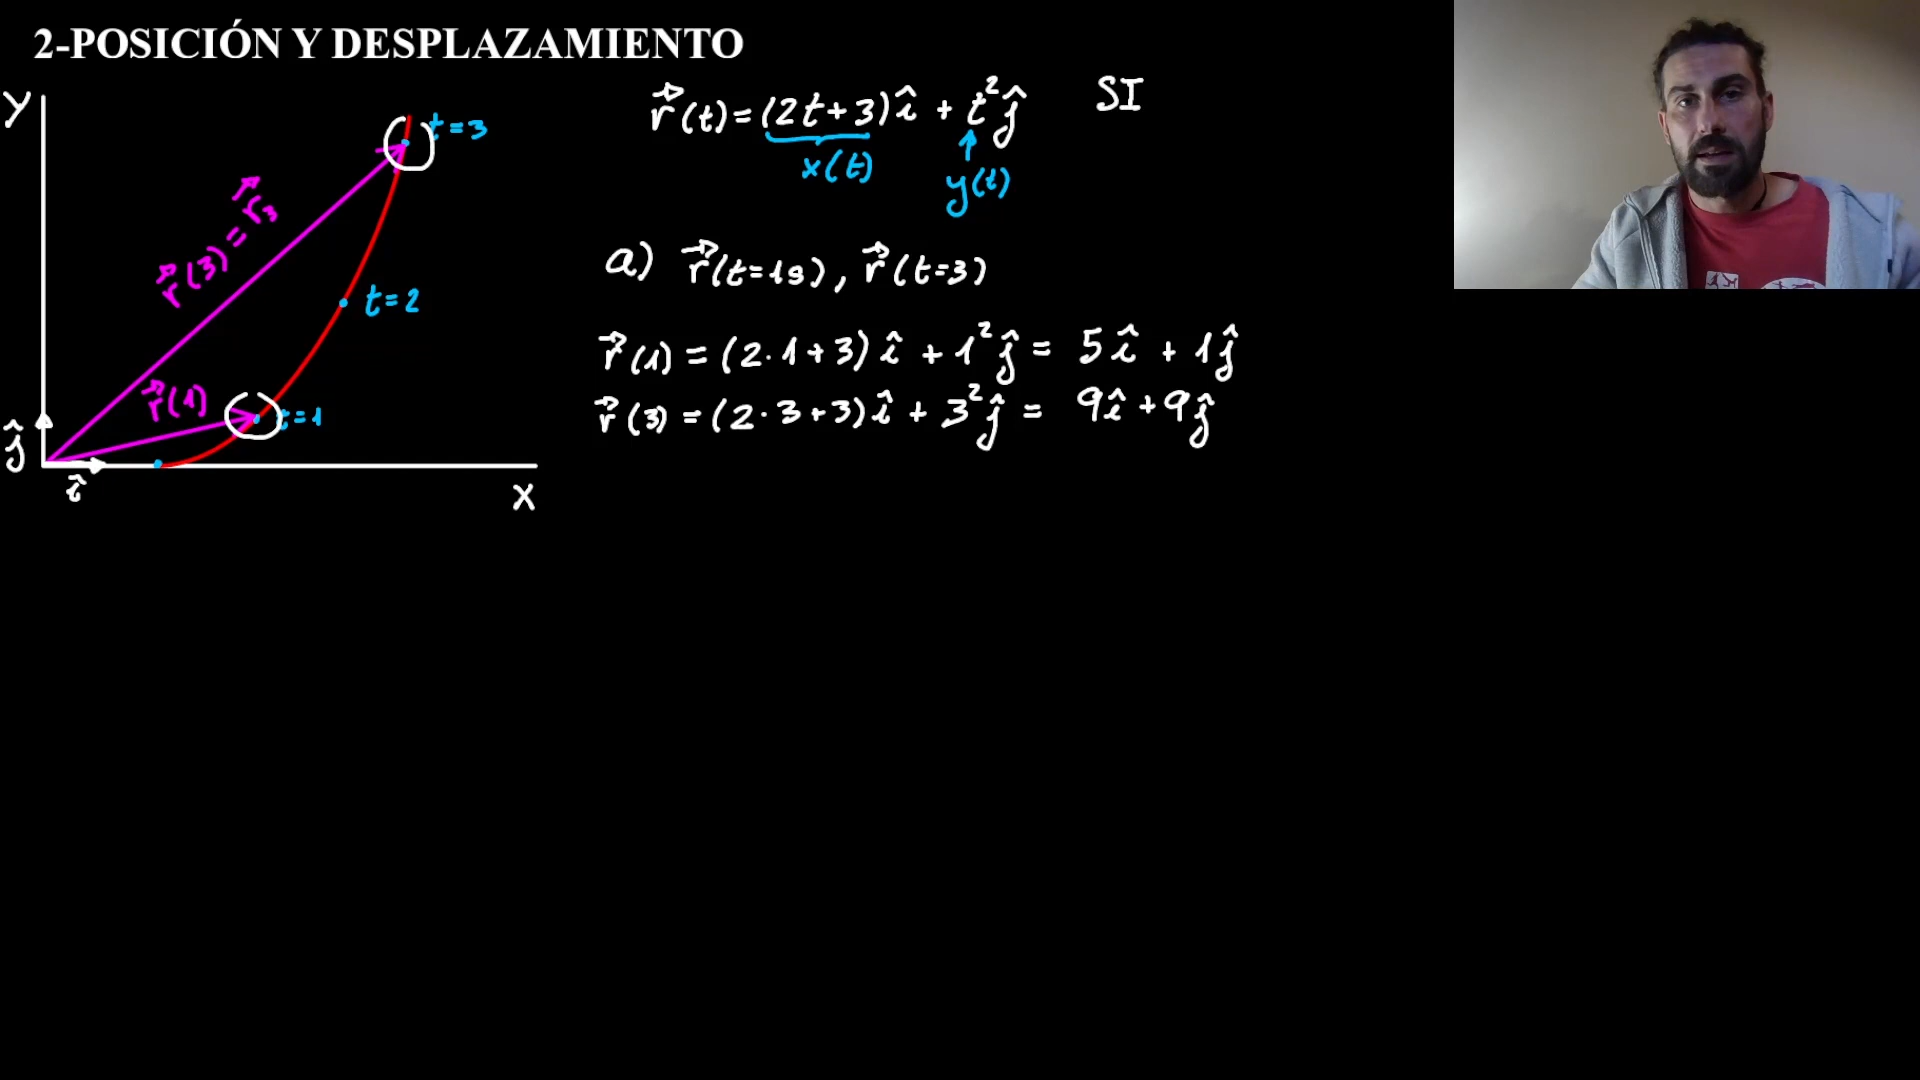 2-POSICIÓN Y DESPLAZAMIENTO
Y
t=3
r⃗(3) = r⃗₃
t=2
r⃗(1)
t=1
ĵ
î
X
r⃗(t)=(2t+3)î + t²ĵ SI
x(t)
y(t)
a) r⃗(t=1s), r⃗(t=3)
r⃗(1) = (2·1+3)î + 1²ĵ = 5î + 1ĵ
r⃗(3) = (2·3+3)î + 3²ĵ = 9î+9ĵ